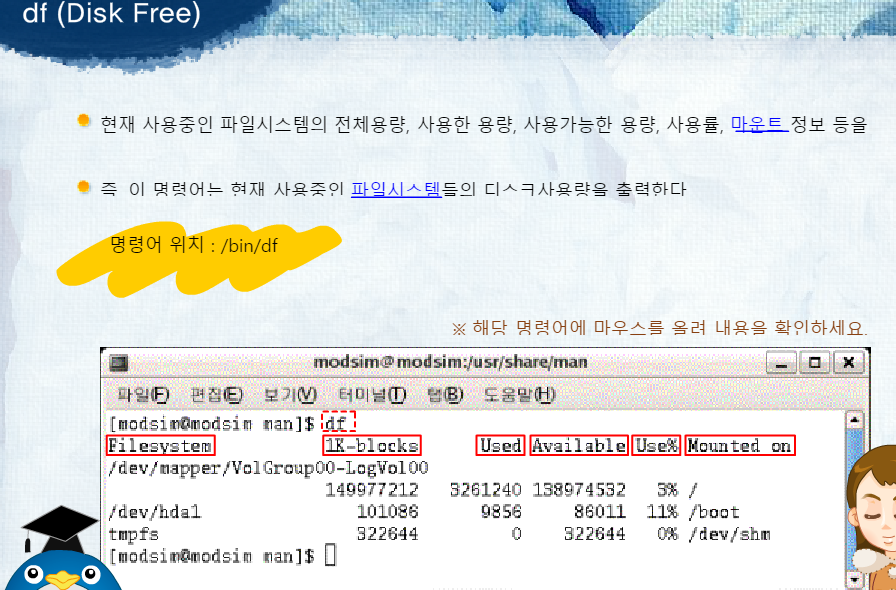 df (Disk Free)
현재 사용중인 파일시스템의 전체용량, 사용한 용량, 사용가능한 용량, 사용률, 마운트 정보 등을
즉 이 명령어는 현재 사용중인 파일시스템들의 디스크사용량을 출력한다
명령어 위치 : /bin/df
※ 해당 명령어에 마우스를 올려 내용을 확인하세요.
modsim@modsim:/usr/share/man
파일(F) 편집(E) 보기(V) 터미널(T) 탭(B) 도움말(H)
[modsim@modsim man]$ df
Filesystem 1K-blocks Used Available Use% Mounted on
/dev/mapper/VolGroup00-LogVol00
149977212 3261240 138974532 3% /
/dev/hda1 101086 9856 86011 11% /boot
tmpfs 322644 0 322644 0% /dev/shm
[modsim@modsim man]$